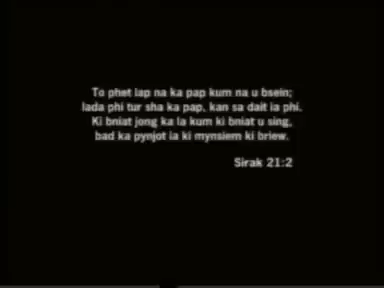 To phet lap na ka pap kum na u bsein;
lada phi tur sha ka pap, kan sa dait ia phi.
Ki bniat jong ka la kum ki bniat u sing,
bad ka pynjot ia ki mynsiem ki briew.
Sirak 21:2